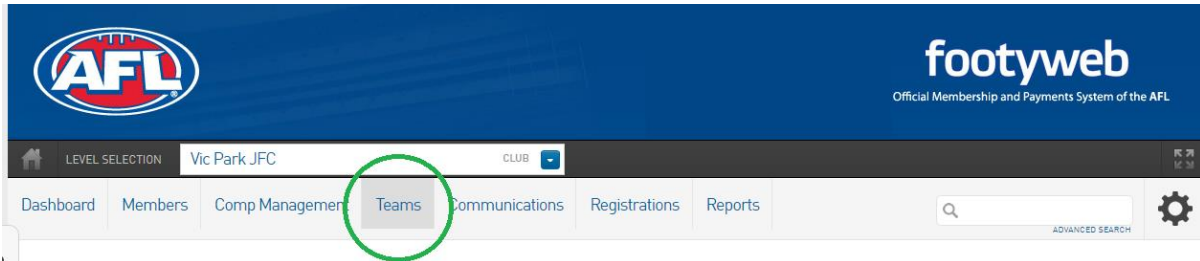 AFL
footyweb
Official Membership and Payments System of the AFL
LEVEL SELECTION Vic Park JFC CLUB
Dashboard Members Comp Management Teams Communications Registrations Reports
ADVANCED SEARCH